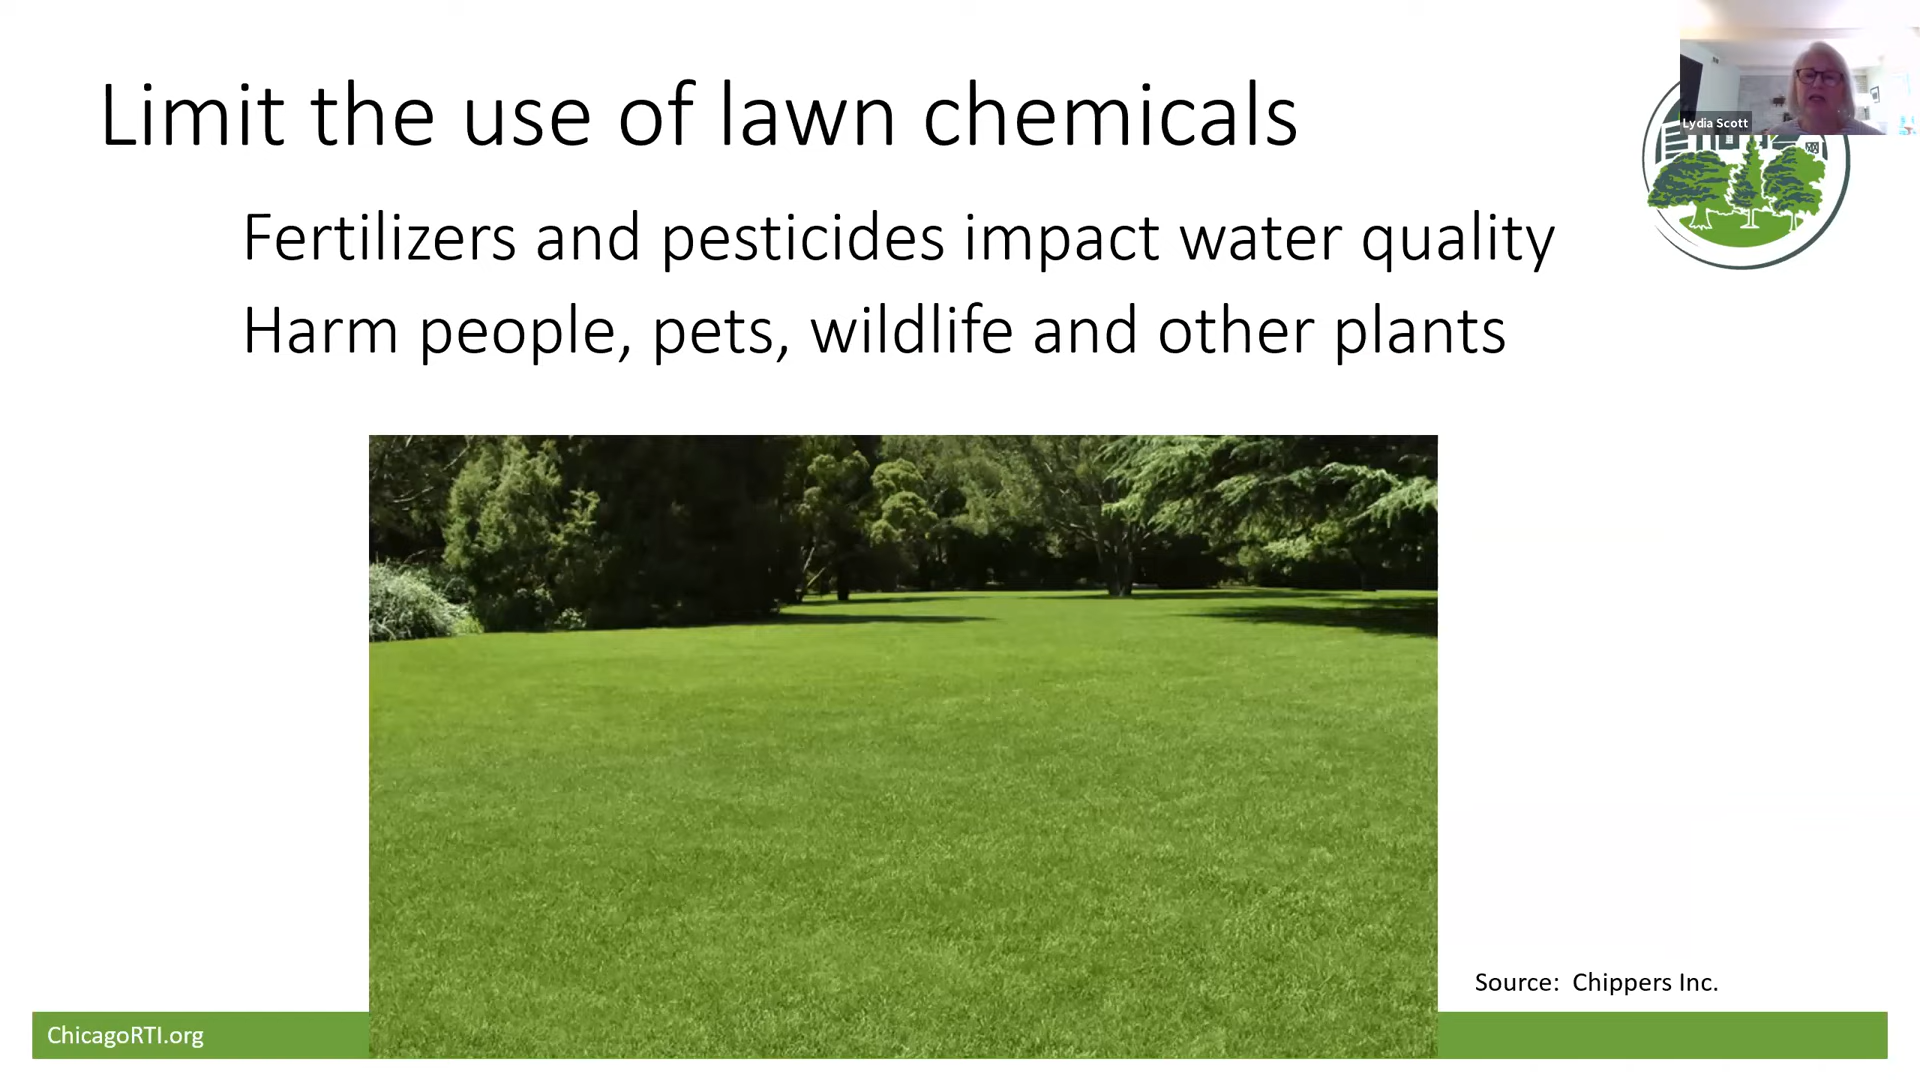 Limit the use of lawn chemicals
Lydia Scott
Fertilizers and pesticides impact water quality
Harm people, pets, wildlife and other plants
Source: Chippers Inc.
ChicagoRTI.org